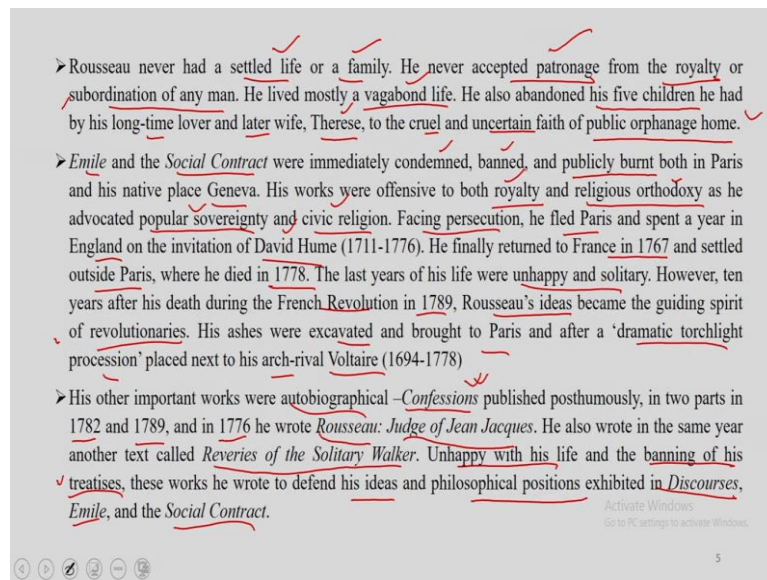 ➢Rousseau never had a settled life or a family. He never accepted patronage from the royalty or
subordination of any man. He lived mostly a vagabond life. He also abandoned his five children he had
by his long-time lover and later wife, Therese, to the cruel and uncertain faith of public orphanage home.
➢Emile and the Social Contract were immediately condemned, banned, and publicly burnt both in Paris
and his native place Geneva. His works were offensive to both royalty and religious orthodoxy as he
advocated popular sovereignty and civic religion. Facing persecution, he fled Paris and spent a year in
England on the invitation of David Hume (1711-1776). He finally returned to France in 1767 and settled
outside Paris, where he died in 1778. The last years of his life were unhappy and solitary. However, ten
years after his death during the French Revolution in 1789, Rousseau's ideas became the guiding spirit
of revolutionaries. His ashes were excavated and brought to Paris and after a 'dramatic torchlight
procession' placed next to his arch-rival Voltaire (1694-1778)
➢His other important works were autobiographical –Confessions published posthumously, in two parts in
1782 and 1789, and in 1776 he wrote Rousseau: Judge of Jean Jacques. He also wrote in the same year
another text called Reveries of the Solitary Walker. Unhappy with his life and the banning of his
treatises, these works he wrote to defend his ideas and philosophical positions exhibited in Discourses,
Emile, and the Social Contract.
Activate Windows
Go to PC settings to activate Windows.
5